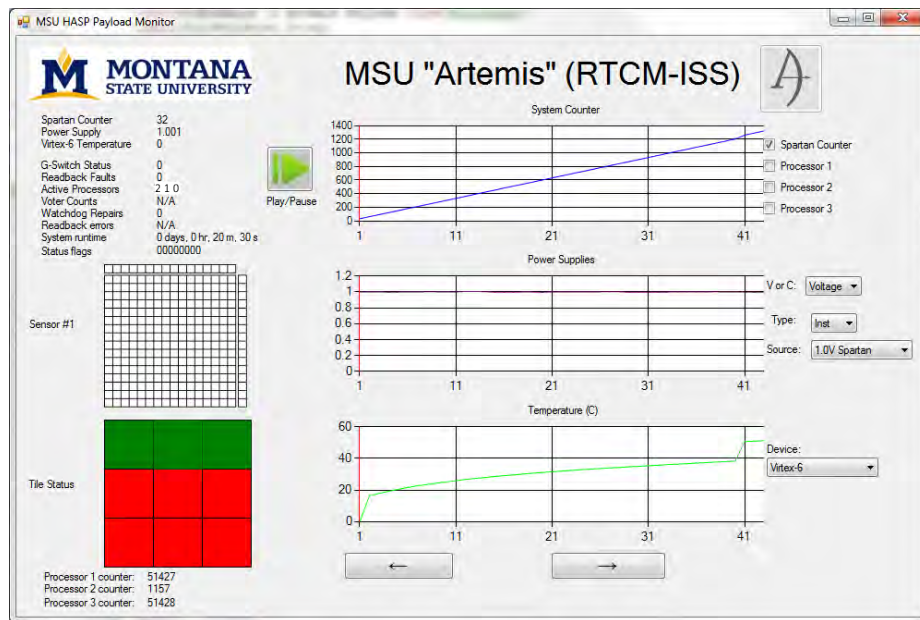 MSU HASP Payload Monitor
M MONTANA
STATE UNIVERSITY
MSU "Artemis" (RTCM-ISS)
Spartan Counter 32
Power Supply 1.001
Virtex-6 Temperature 0
G-Switch Status 0
Readback Faults 0
Active Processors 2 1 0
Voter Counts N/A
Watchdog Repairs 0
Readback errors N/A
System runtime 0 days, 0 hr, 20 m, 30 s
Status flags 00000000
Play/Pause
Sensor #1
Tile Status
Processor 1 counter: 51427
Processor 2 counter: 1157
Processor 3 counter: 51428
System Counter
1400
1200
1000
800
600
400
200
0
1 11 21 31 41
Spartan Counter
Processor 1
Processor 2
Processor 3
Power Supplies
1.2
1
0.8
0.6
0.4
0.2
0
1 11 21 31 41
V or C: Voltage
Type: Inst
Source: 1.0V Spartan
Temperature (C)
60
40
20
0
1 11 21 31 41
Device:
Virtex-6
← →